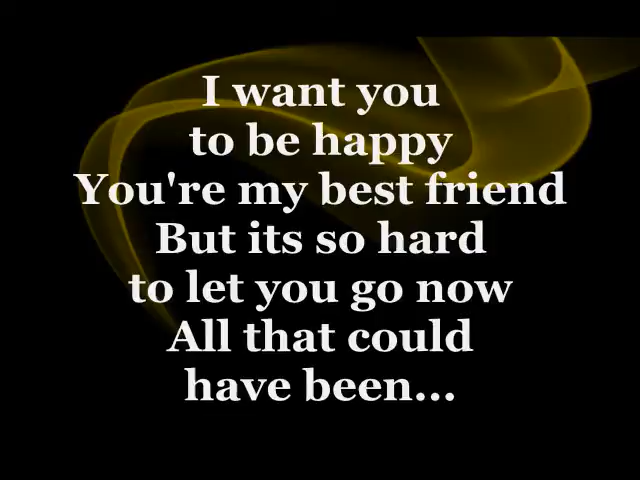 I want you
to be happy
You're my best friend
But its so hard
to let you go now
All that could
have been...